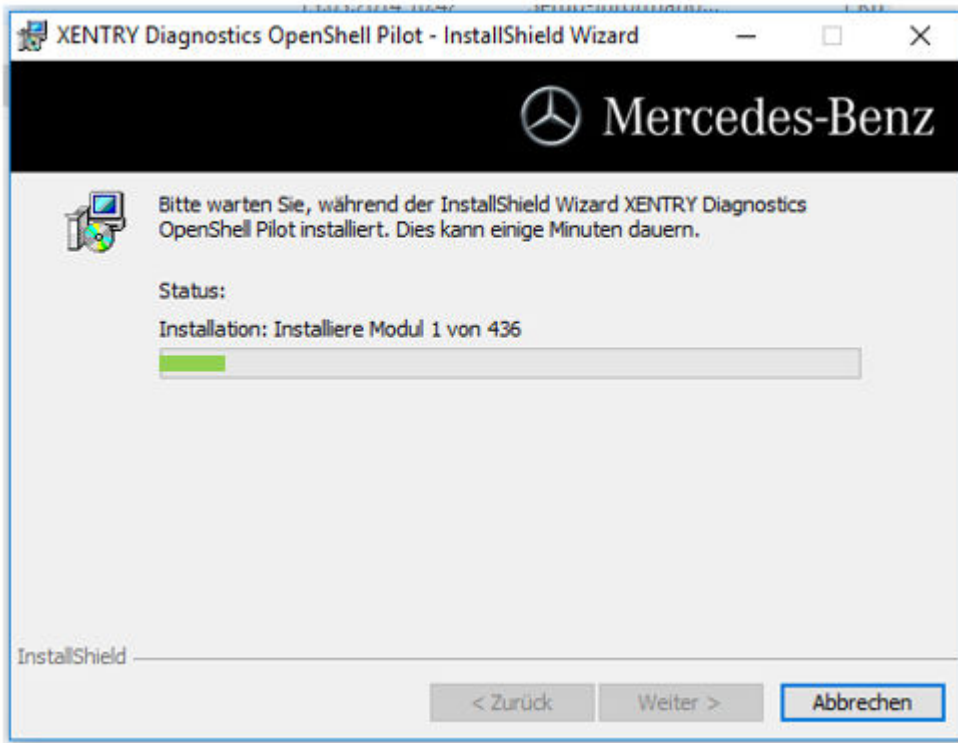 XENTRY Diagnostics OpenShell Pilot - InstallShield Wizard
Mercedes-Benz
Bitte warten Sie, während der InstallShield Wizard XENTRY Diagnostics
OpenShell Pilot installiert. Dies kann einige Minuten dauern.
Status:
Installation: Installiere Modul 1 von 436
InstallShield
< Zurück
Weiter >
Abbrechen